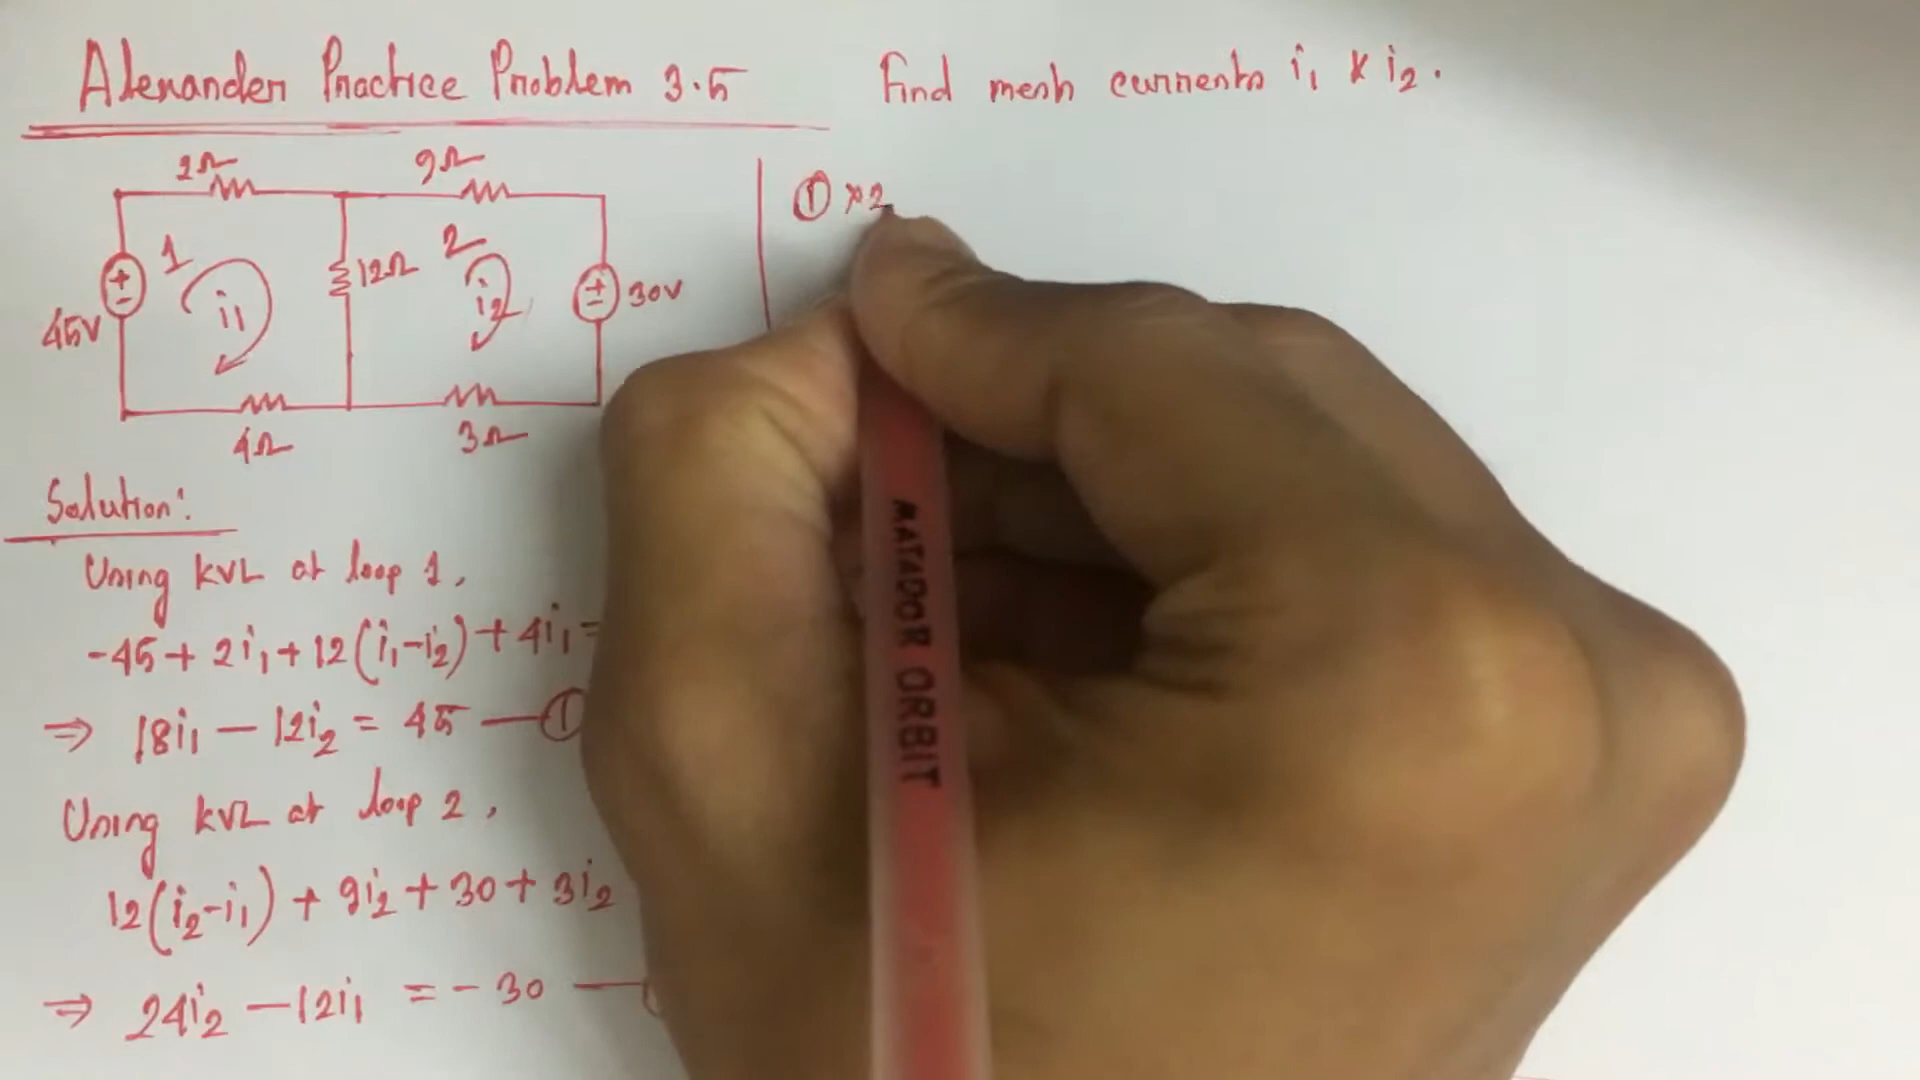 Alexander Practice Problem 3.5
Find mesh currents i₁ & i₂.
2Ω
9Ω
1
2
12Ω
i₁
i₂
45V
30V
4Ω
3Ω
① ×2
Solution:
Using KVL at loop 1,
-45 + 2i₁ + 12(i₁-i₂) + 4i₁ =
⇒ 18i₁ - 12i₂ = 45 — ①
Using KVL at loop 2,
12(i₂-i₁) + 9i₂ + 30 + 3i₂
⇒ 24i₂ - 12i₁ = - 30 —
MATADOR ORBIT